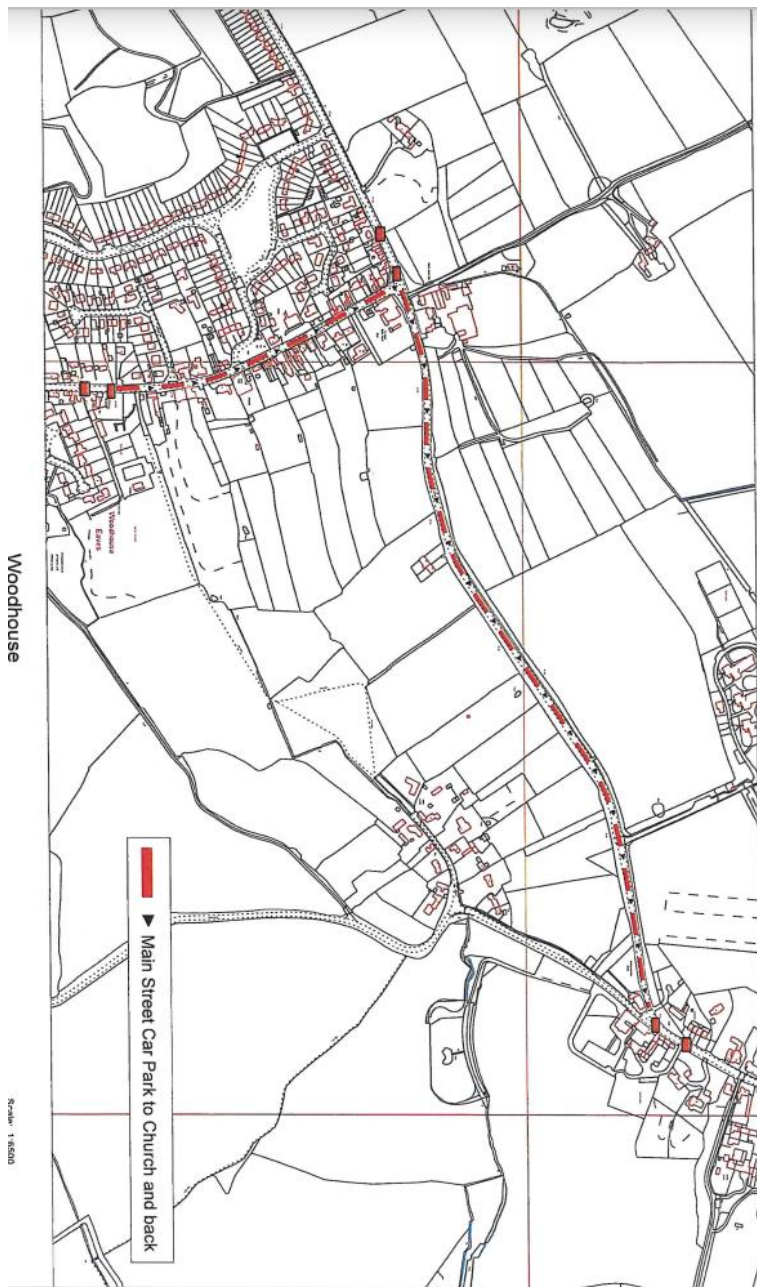 Woodhouse
Eaves
Woodhouse
▶ Main Street Car Park to Church and back
Scale: 1:6500